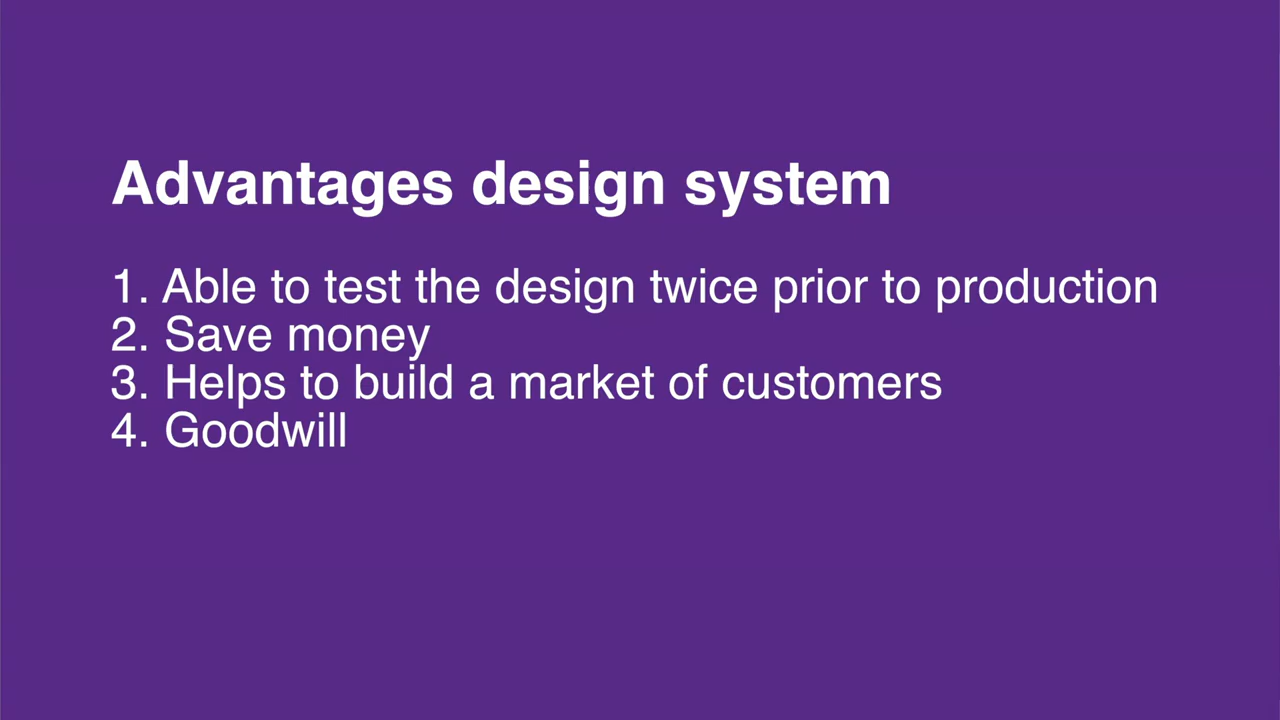 Advantages design system
1. Able to test the design twice prior to production
2. Save money
3. Helps to build a market of customers
4. Goodwill